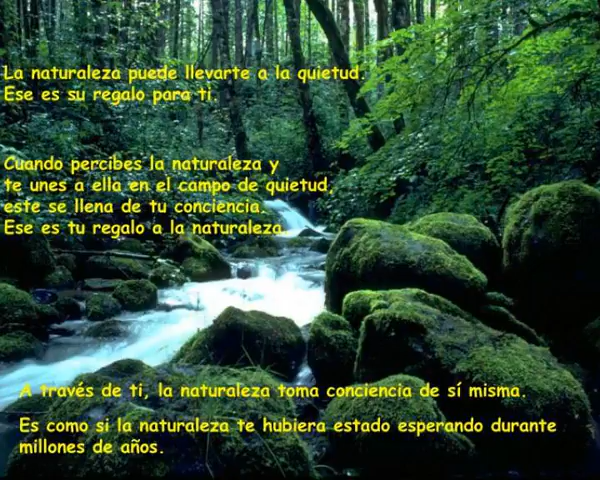 La naturaleza puede llevarte a la quietud.
Ese es su regalo para ti.
Cuando percibes la naturaleza y
te unes a ella en el campo de quietud,
este se llena de tu conciencia.
Ese es tu regalo a la naturaleza.
A través de ti, la naturaleza toma conciencia de sí misma.
Es como si la naturaleza te hubiera estado esperando durante
millones de años.